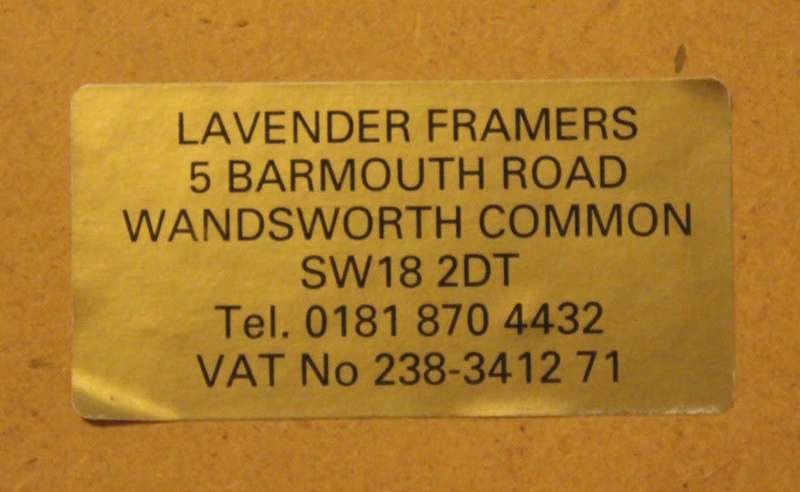 LAVENDER FRAMERS
5 BARMOUTH ROAD
WANDSWORTH COMMON
SW18 2DT
Tel. 0181 870 4432
VAT No 238-3412 71